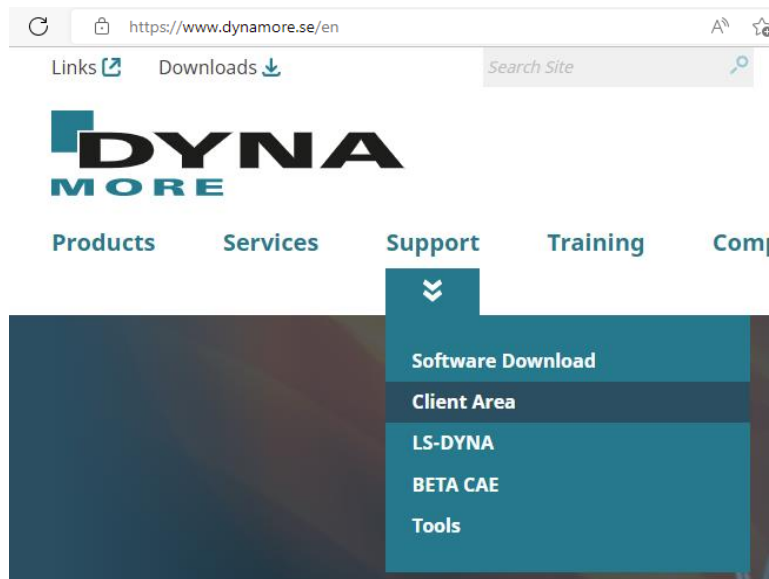 https://www.dynamore.se/en
Links Downloads Search Site
DYNA
MORE
Products Services Support Training Comp
Software Download
Client Area
LS-DYNA
BETA CAE
Tools